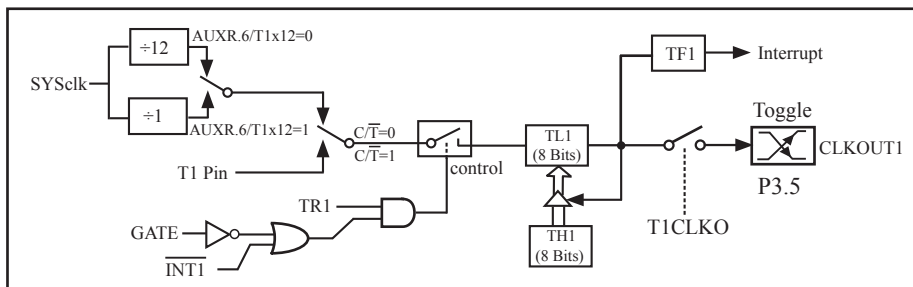 ÷12
AUXR.6/T1x12=0
SYSclk
÷1
AUXR.6/T1x12=1
T1 Pin
C/T̅=0
C/T̅=1
control
TR1
GATE
I̅N̅T̅1̅
TL1
(8 Bits)
TH1
(8 Bits)
TF1
Interrupt
Toggle
CLKOUT1
P3.5
T1CLKO